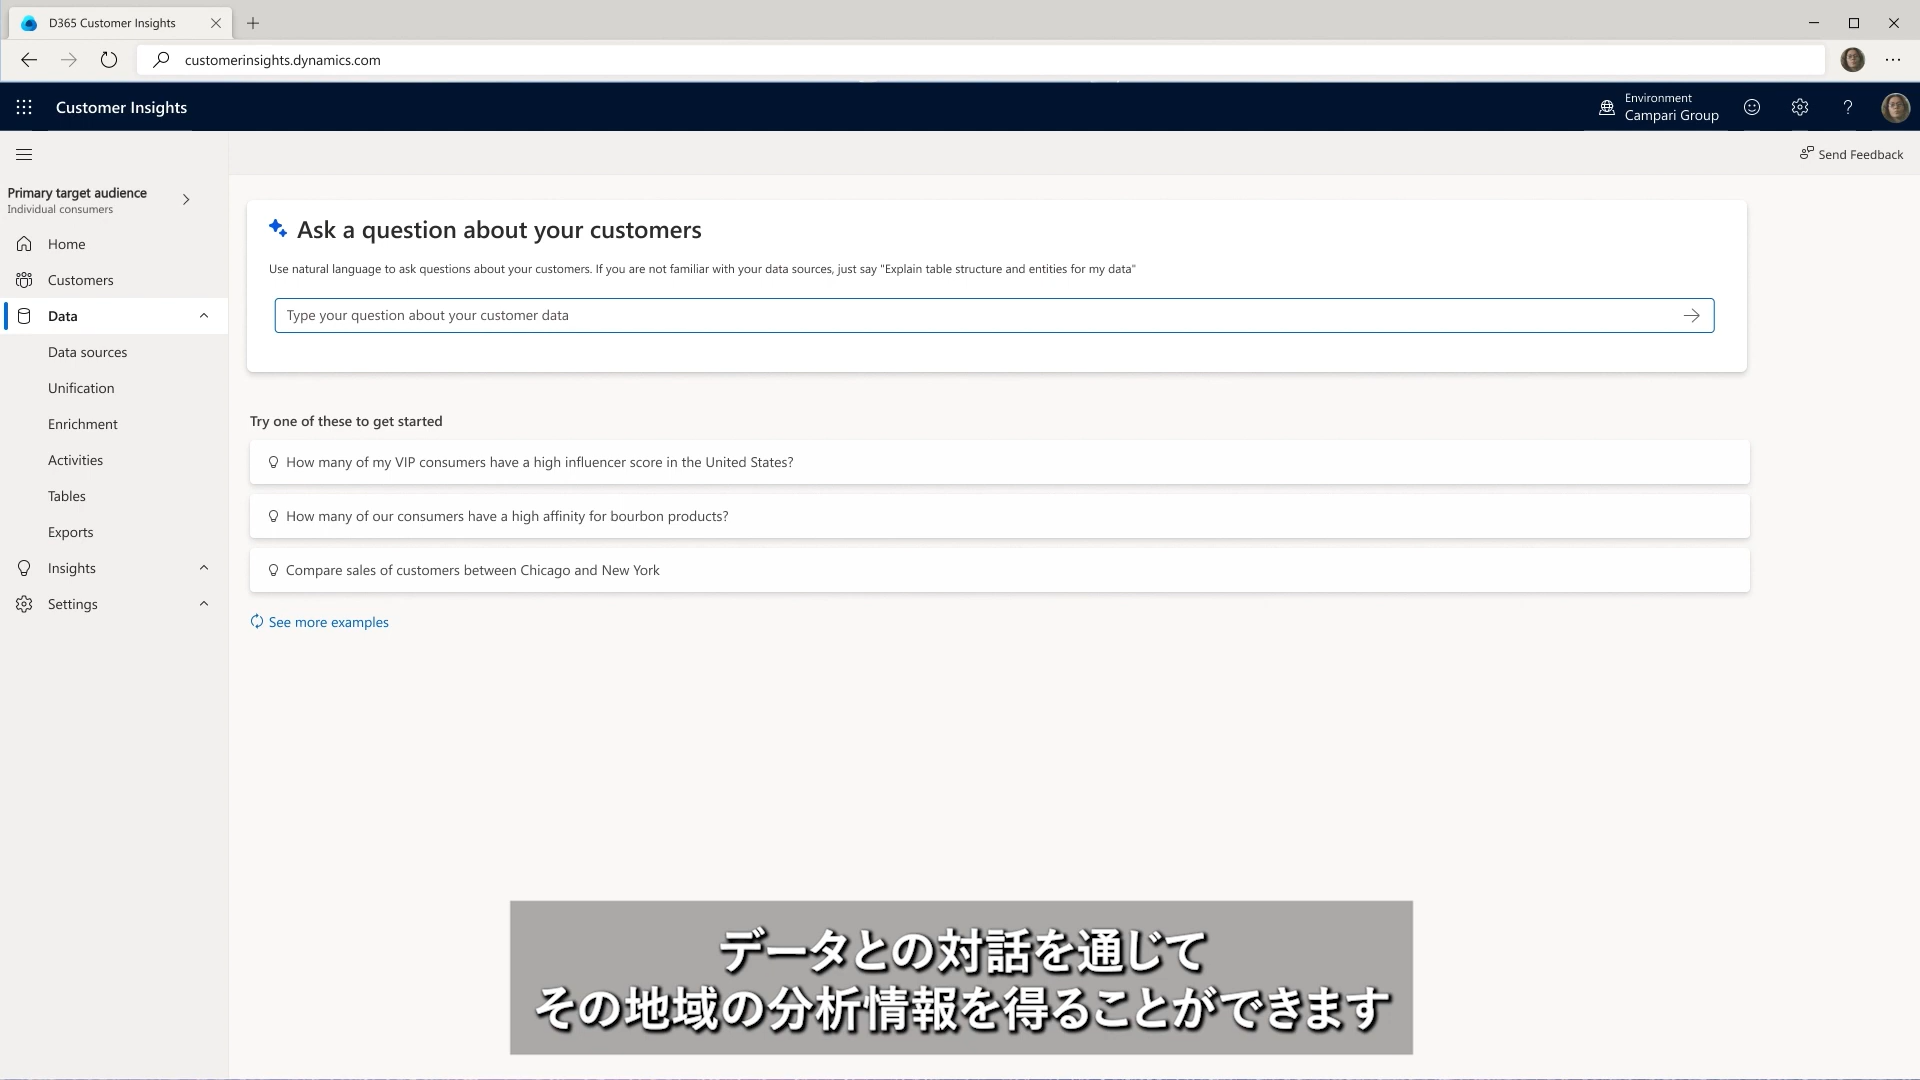 D365 Customer Insights
customerinsights.dynamics.com
Customer Insights
Environment
Campari Group
Send Feedback
Primary target audience
Individual consumers
Home
Customers
Data
Data sources
Unification
Enrichment
Activities
Tables
Exports
Insights
Settings
Ask a question about your customers
Use natural language to ask questions about your customers. If you are not familiar with your data sources, just say "Explain table structure and entities for my data"
Type your question about your customer data
Try one of these to get started
How many of my VIP consumers have a high influencer score in the United States?
How many of our consumers have a high affinity for bourbon products?
Compare sales of customers between Chicago and New York
See more examples
データとの対話を通じて
その地域の分析情報を得ることができます